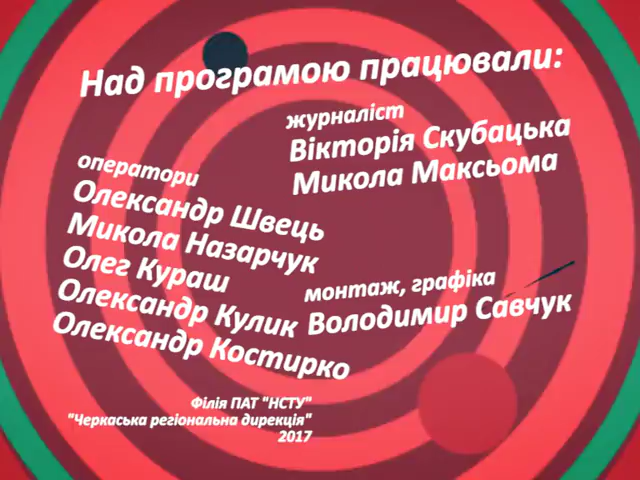 Над програмою працювали:
журналіст
Вікторія Скубацька
Микола Максьома
оператори
Олександр Швець
Микола Назарчук
Олег Кураш
Олександр Кулик
Олександр Костирко
монтаж, графіка
Володимир Савчук
Філія ПАТ "НСТУ"
"Черкаська регіональна дирекція"
2017